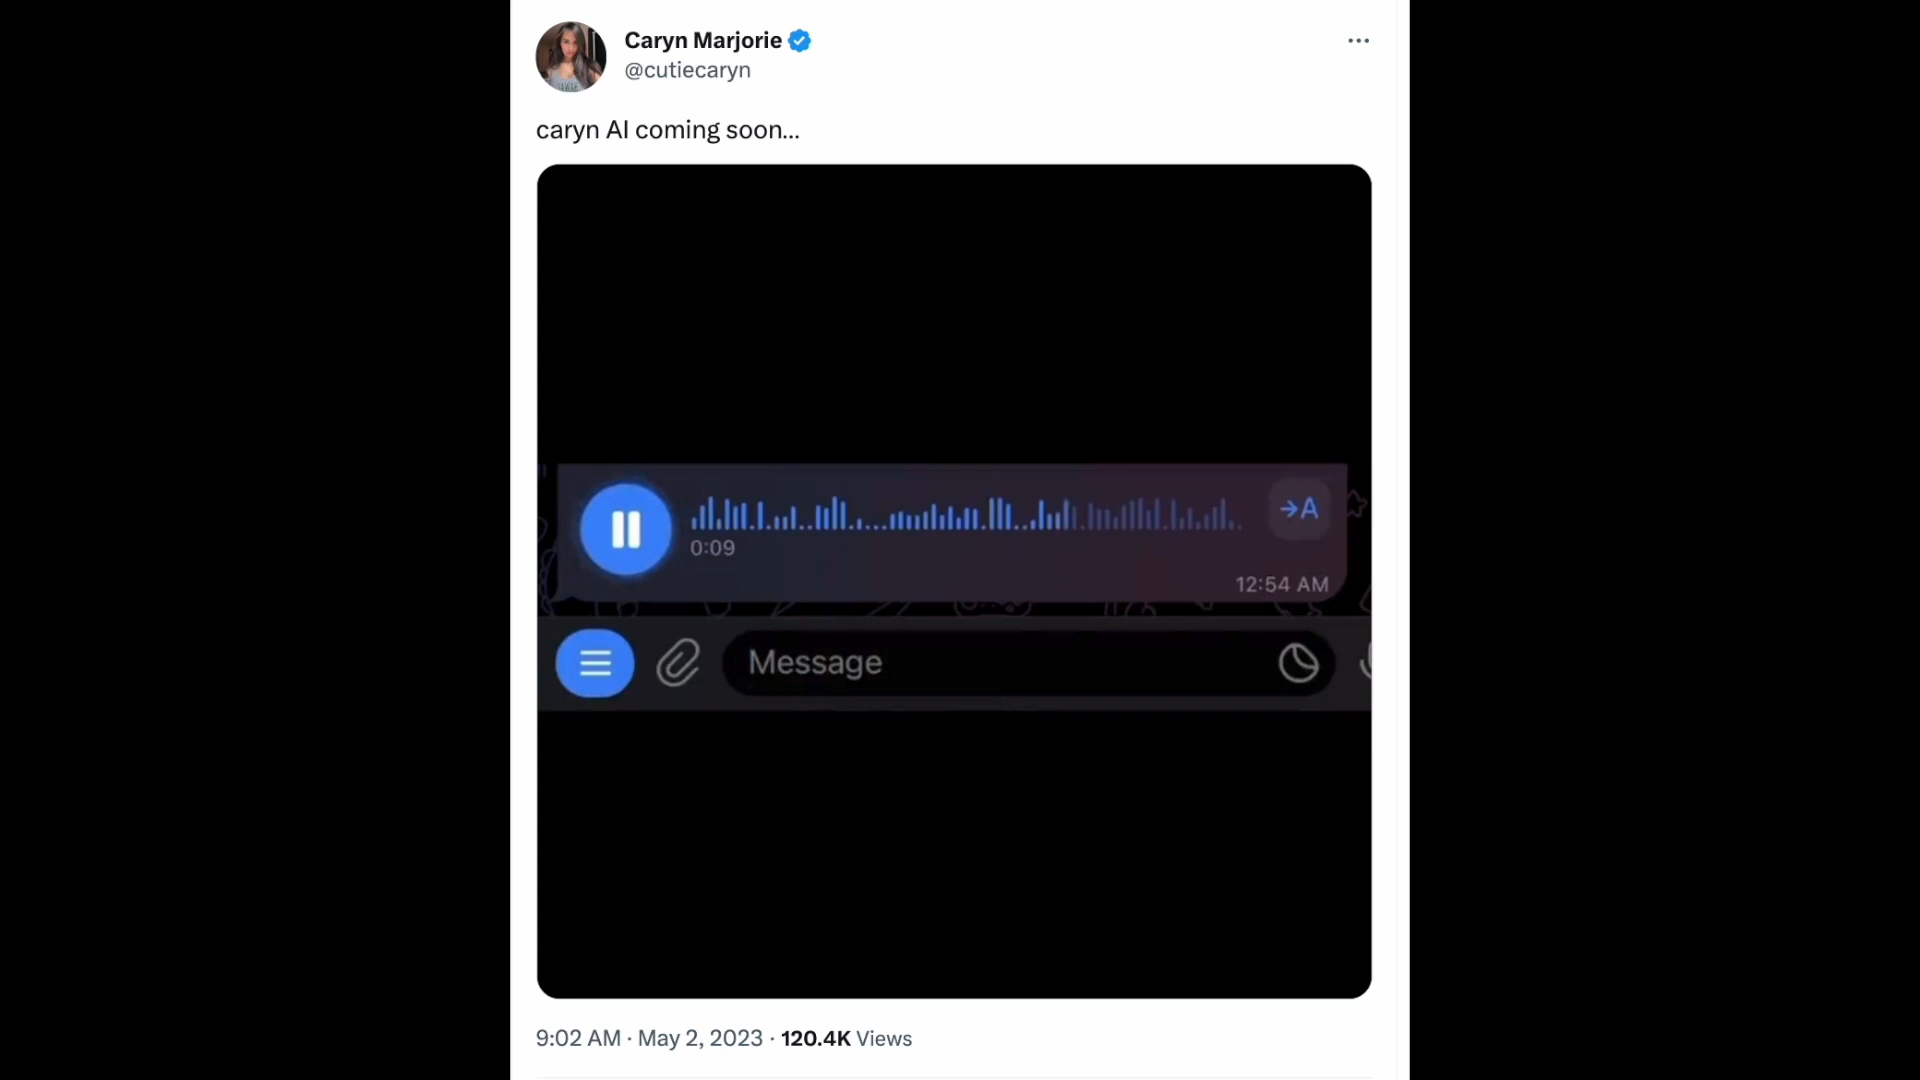 Caryn Marjorie
@cutiecaryn
caryn AI coming soon...
→A
0:09
12:54 AM
Message
9:02 AM · May 2, 2023 · 120.4K Views